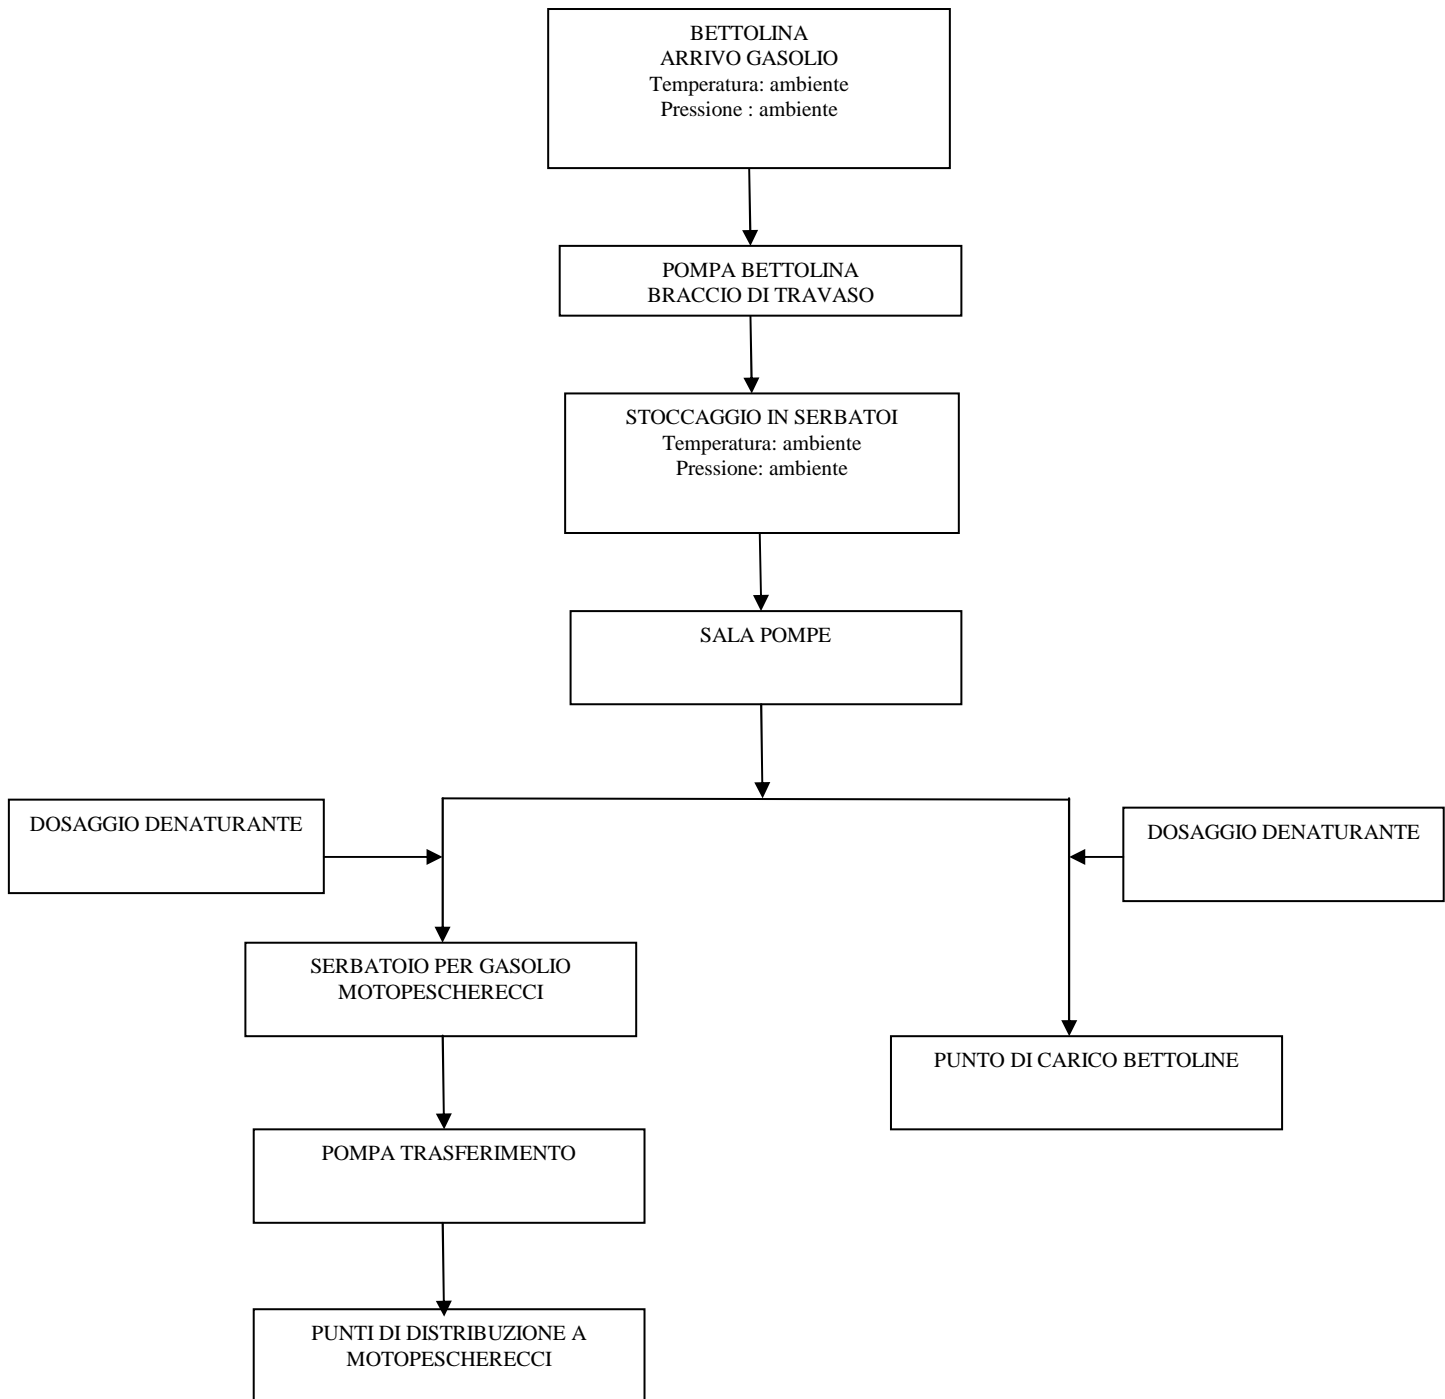 BETTOLINA
ARRIVO GASOLIO
Temperatura: ambiente
Pressione : ambiente
POMPA BETTOLINA
BRACCIO DI TRAVASO
STOCCAGGIO IN SERBATOI
Temperatura: ambiente
Pressione: ambiente
SALA POMPE
DOSAGGIO DENATURANTE
DOSAGGIO DENATURANTE
SERBATOIO PER GASOLIO
MOTOPESCHERECCI
PUNTO DI CARICO BETTOLINE
POMPA TRASFERIMENTO
PUNTI DI DISTRIBUZIONE A
MOTOPESCHERECCI